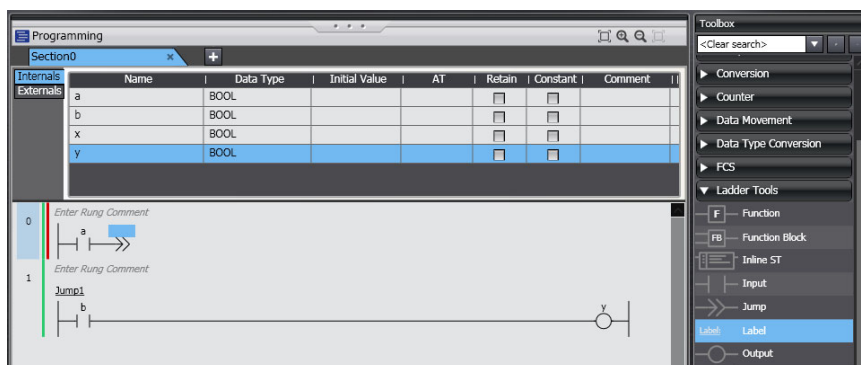 Programming
Section0 × +
Internals
Externals
Name Data Type Initial Value AT Retain Constant Comment
a BOOL
b BOOL
x BOOL
y BOOL
0 Enter Rung Comment
a
1 Enter Rung Comment
Jump1
b y
Toolbox
<Clear search>
Conversion
Counter
Data Movement
Data Type Conversion
FCS
Ladder Tools
F Function
FB Function Block
Inline ST
Input
Jump
Label: Label
Output